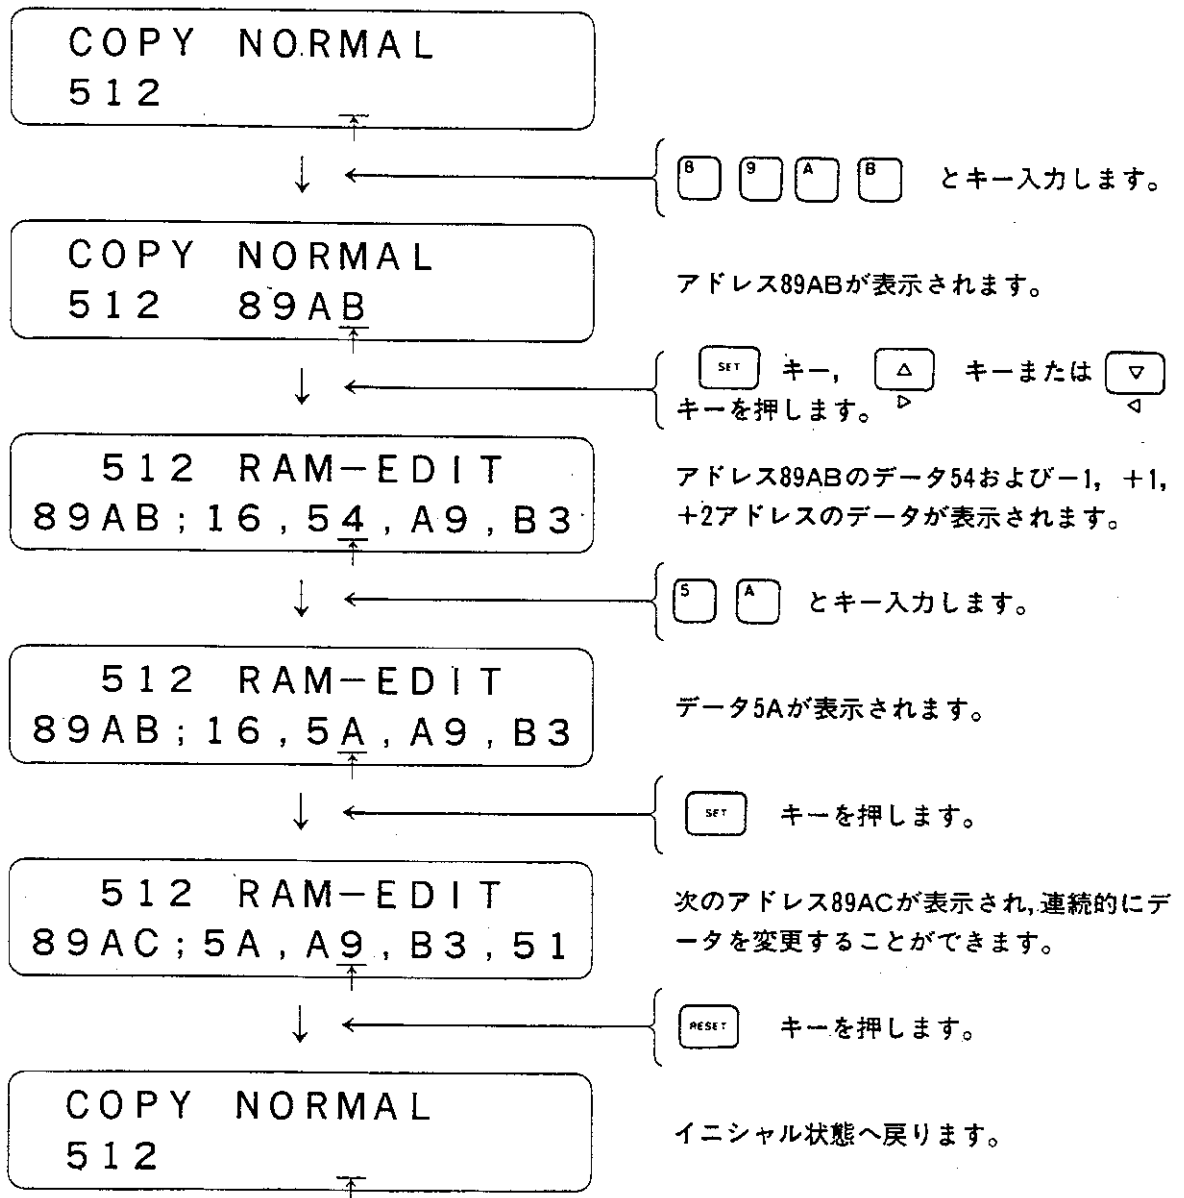 COPY NORMAL
512
8 9 A B とキー入力します。
COPY NORMAL
512 89AB
アドレス89ABが表示されます。
SET キー, △ キーまたは ▽
▷ ◁
キーを押します。
512 RAM-EDIT
89AB;16,54,A9,B3
アドレス89ABのデータ54および-1, +1,
+2アドレスのデータが表示されます。
5 A とキー入力します。
512 RAM-EDIT
89AB;16,5A,A9,B3
データ5Aが表示されます。
SET キーを押します。
512 RAM-EDIT
89AC;5A,A9,B3,51
次のアドレス89ACが表示され,連続的にデ
ータを変更することができます。
RESET キーを押します。
COPY NORMAL
512
イニシャル状態へ戻ります。